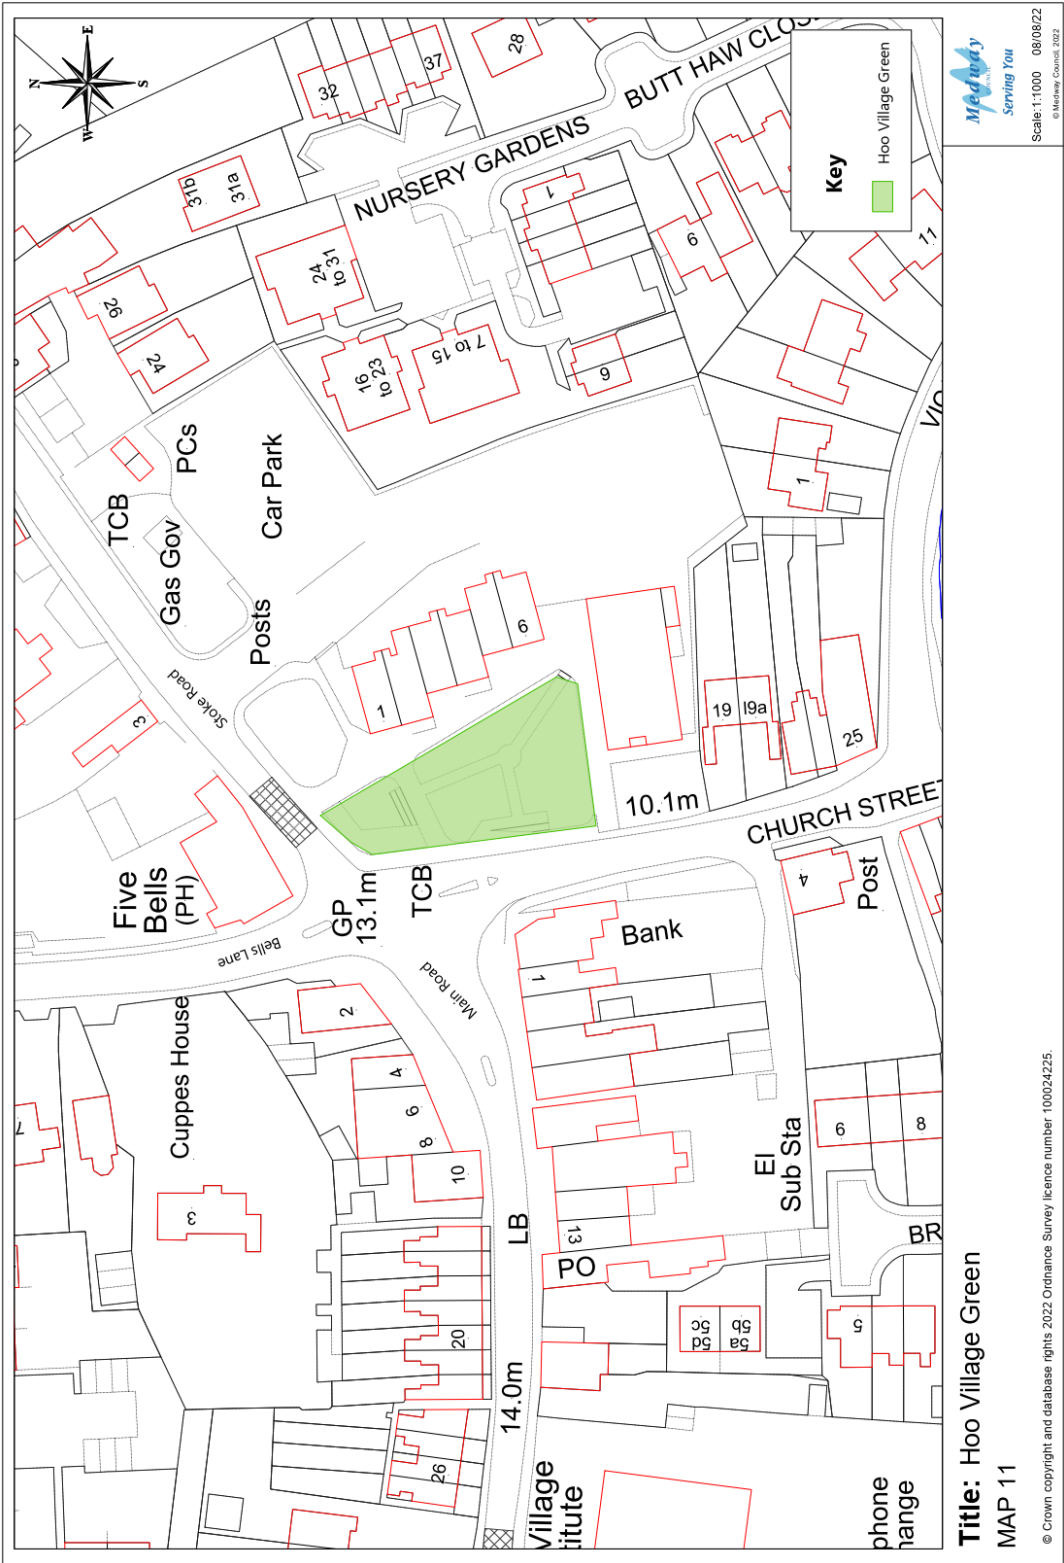 N
E
S
W
32
37
28
BUTT HAW CLOS
31b
31a
NURSERY GARDENS
24
to 31
26
24
16
to 23
7 to 15
1
9
6
11
1
VIC
Key
Hoo Village Green
Medway
COUNCIL
Serving You
Scale:1:1000 08/08/22
© Medway Council, 2022
PCs
TCB
Car Park
Gas Gov
Posts
Stoke Road
3
1
6
19
19a
25
10.1m
CHURCH STREET
Five
Bells
(PH)
GP
13.1m
TCB
Bells Lane
Main Road
Bank
1
4
Post
Cuppes House
2
4
6
8
10
7
3
El
Sub Sta
6
8
LB
13
PO
BR
20
5d
5c
5a
5b
5
14.0m
26
Village
titute
phone
hange
Title: Hoo Village Green
MAP 11
© Crown copyright and database rights 2022 Ordnance Survey licence number 100024225.